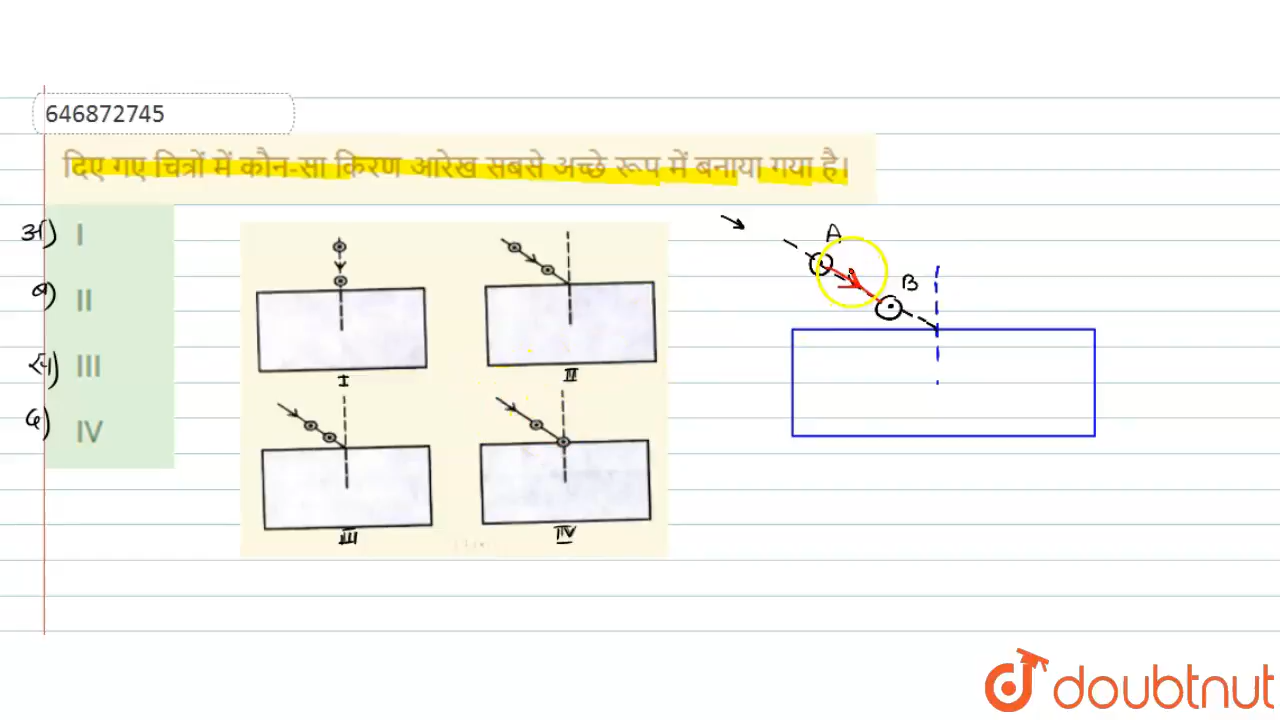 646872745
दिए गए चित्रों में कौन-सा किरण आरेख सबसे अच्छे रूप में बनाया गया है।
अ) I
ब) II
स) III
द) IV
I
II
III
IV
A
B
doubtnut